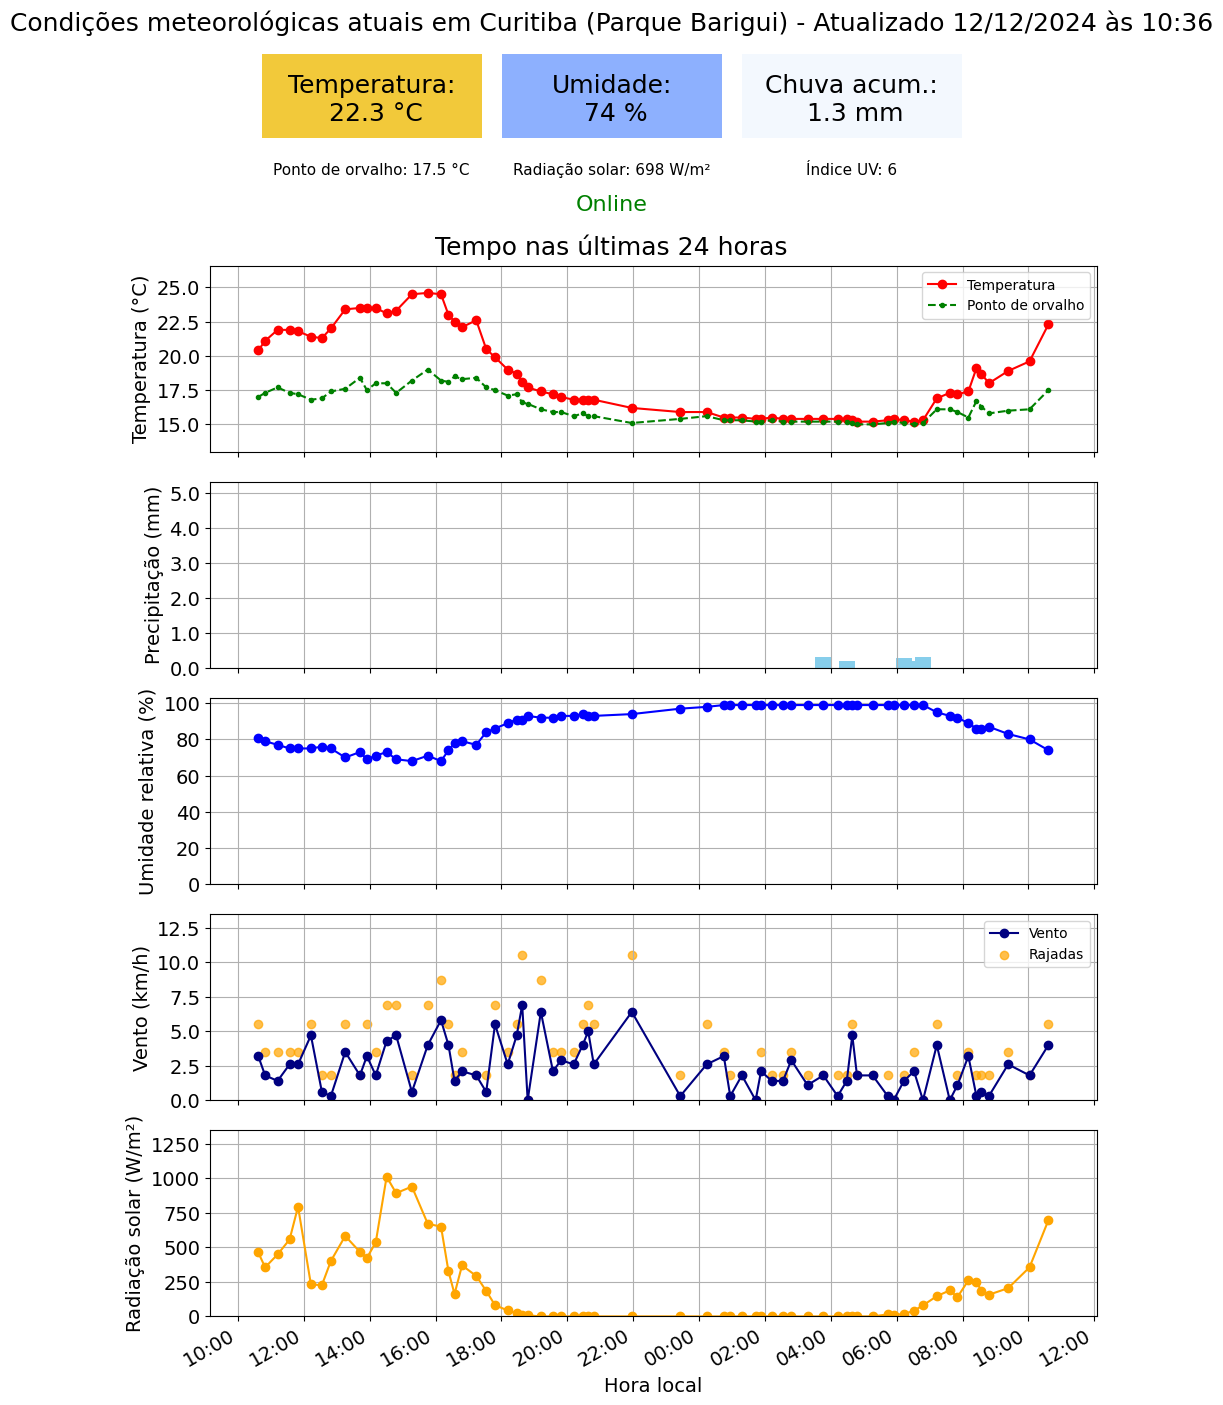 Condições meteorológicas atuais em Curitiba (Parque Barigui) - Atualizado 12/12/2024 às 10:36
Temperatura:
22.3 °C
Umidade:
74 %
Chuva acum.:
1.3 mm
Ponto de orvalho: 17.5 °C
Radiação solar: 698 W/m²
Índice UV: 6
Online
Tempo nas últimas 24 horas
Temperatura (°C)
25.0
22.5
20.0
17.5
15.0
Temperatura
Ponto de orvalho
Precipitação (mm)
5.0
4.0
3.0
2.0
1.0
0.0
Umidade relativa (%)
100
80
60
40
20
0
Vento (km/h)
12.5
10.0
7.5
5.0
2.5
0.0
Vento
Rajadas
Radiação solar (W/m²)
1250
1000
750
500
250
0
10:00
12:00
14:00
16:00
18:00
20:00
22:00
00:00
02:00
04:00
06:00
08:00
10:00
12:00
Hora local